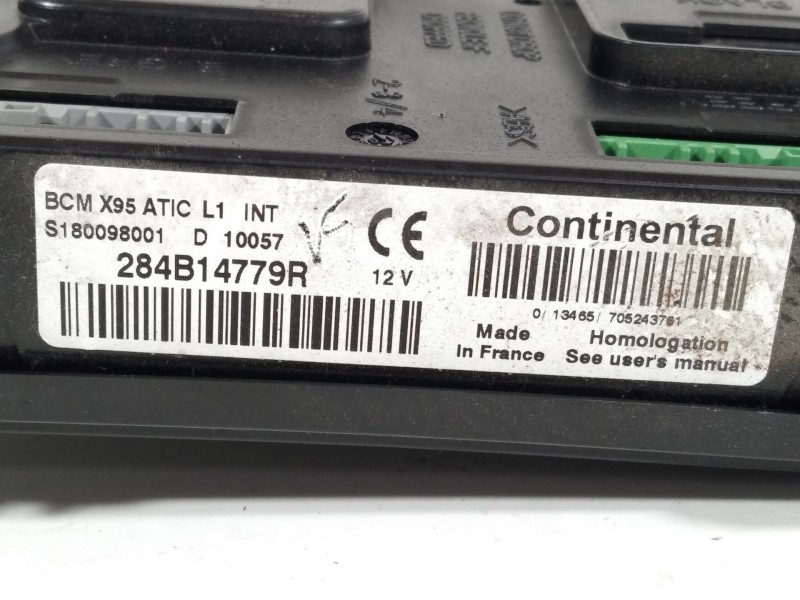 BCM X95 ATIC L1 INT
S180098001 D 10057
284B14779R
CE
12 V
Continental
0/ 13465/ 705243761
Made
in France
Homologation
See user's manual